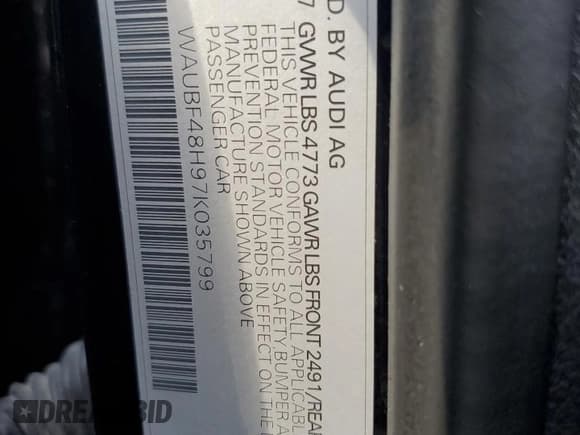 D. BY AUDI AG
7 GVWR LBS 4773 GAWR LBS FRONT 2491/REAR
THIS VEHICLE CONFORMS TO ALL APPLICABL
FEDERAL MOTOR VEHICLE SAFETY, BUMPER A
PREVENTION STANDARDS IN EFFECT ON THE
MANUFACTURE SHOWN ABOVE
PASSENGER CAR
WAUBF48H97K035799
DREAMBID